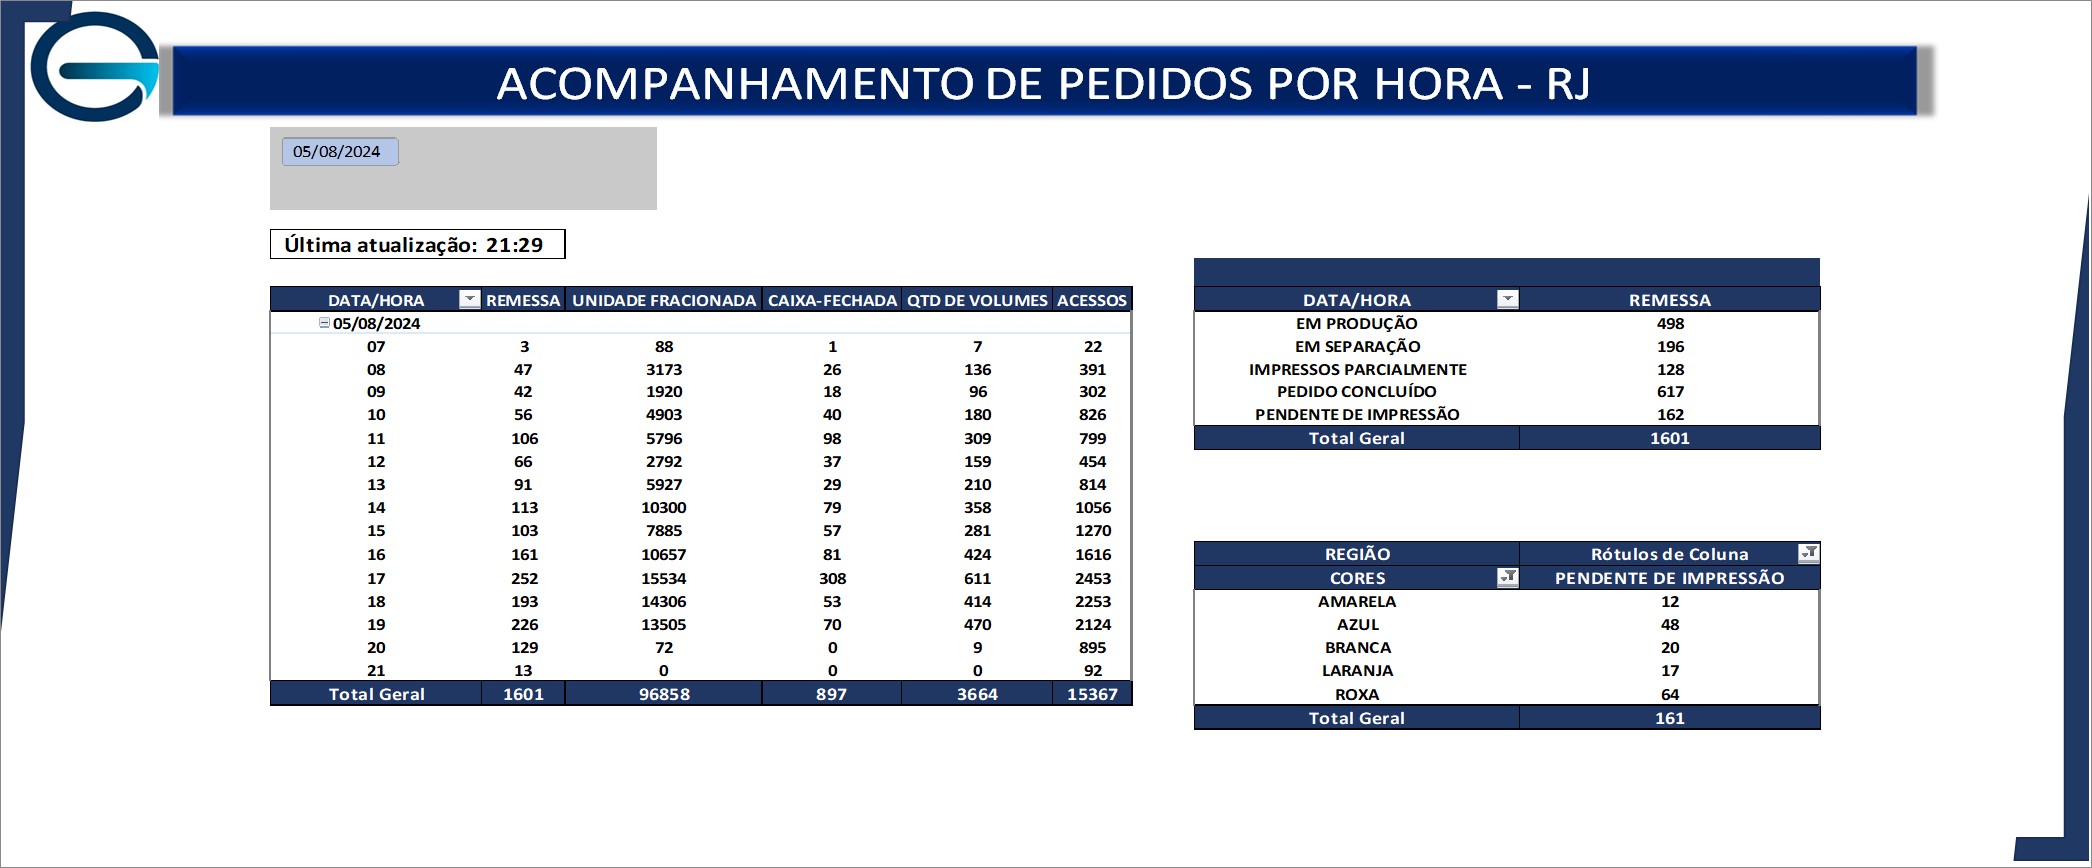 ACOMPANHAMENTO DE PEDIDOS POR HORA - RJ
05/08/2024
Última atualização: 21:29
DATA/HORA REMESSA UNIDADE FRACIONADA CAIXA-FECHADA QTD DE VOLUMES ACESSOS
05/08/2024
07 3 88 1 7 22
08 47 3173 26 136 391
09 42 1920 18 96 302
10 56 4903 40 180 826
11 106 5796 98 309 799
12 66 2792 37 159 454
13 91 5927 29 210 814
14 113 10300 79 358 1056
15 103 7885 57 281 1270
16 161 10657 81 424 1616
17 252 15534 308 611 2453
18 193 14306 53 414 2253
19 226 13505 70 470 2124
20 129 72 0 9 895
21 13 0 0 0 92
Total Geral 1601 96858 897 3664 15367
DATA/HORA REMESSA
EM PRODUÇÃO 498
EM SEPARAÇÃO 196
IMPRESSOS PARCIALMENTE 128
PEDIDO CONCLUÍDO 617
PENDENTE DE IMPRESSÃO 162
Total Geral 1601
REGIÃO Rótulos de Coluna
CORES PENDENTE DE IMPRESSÃO
AMARELA 12
AZUL 48
BRANCA 20
LARANJA 17
ROXA 64
Total Geral 161